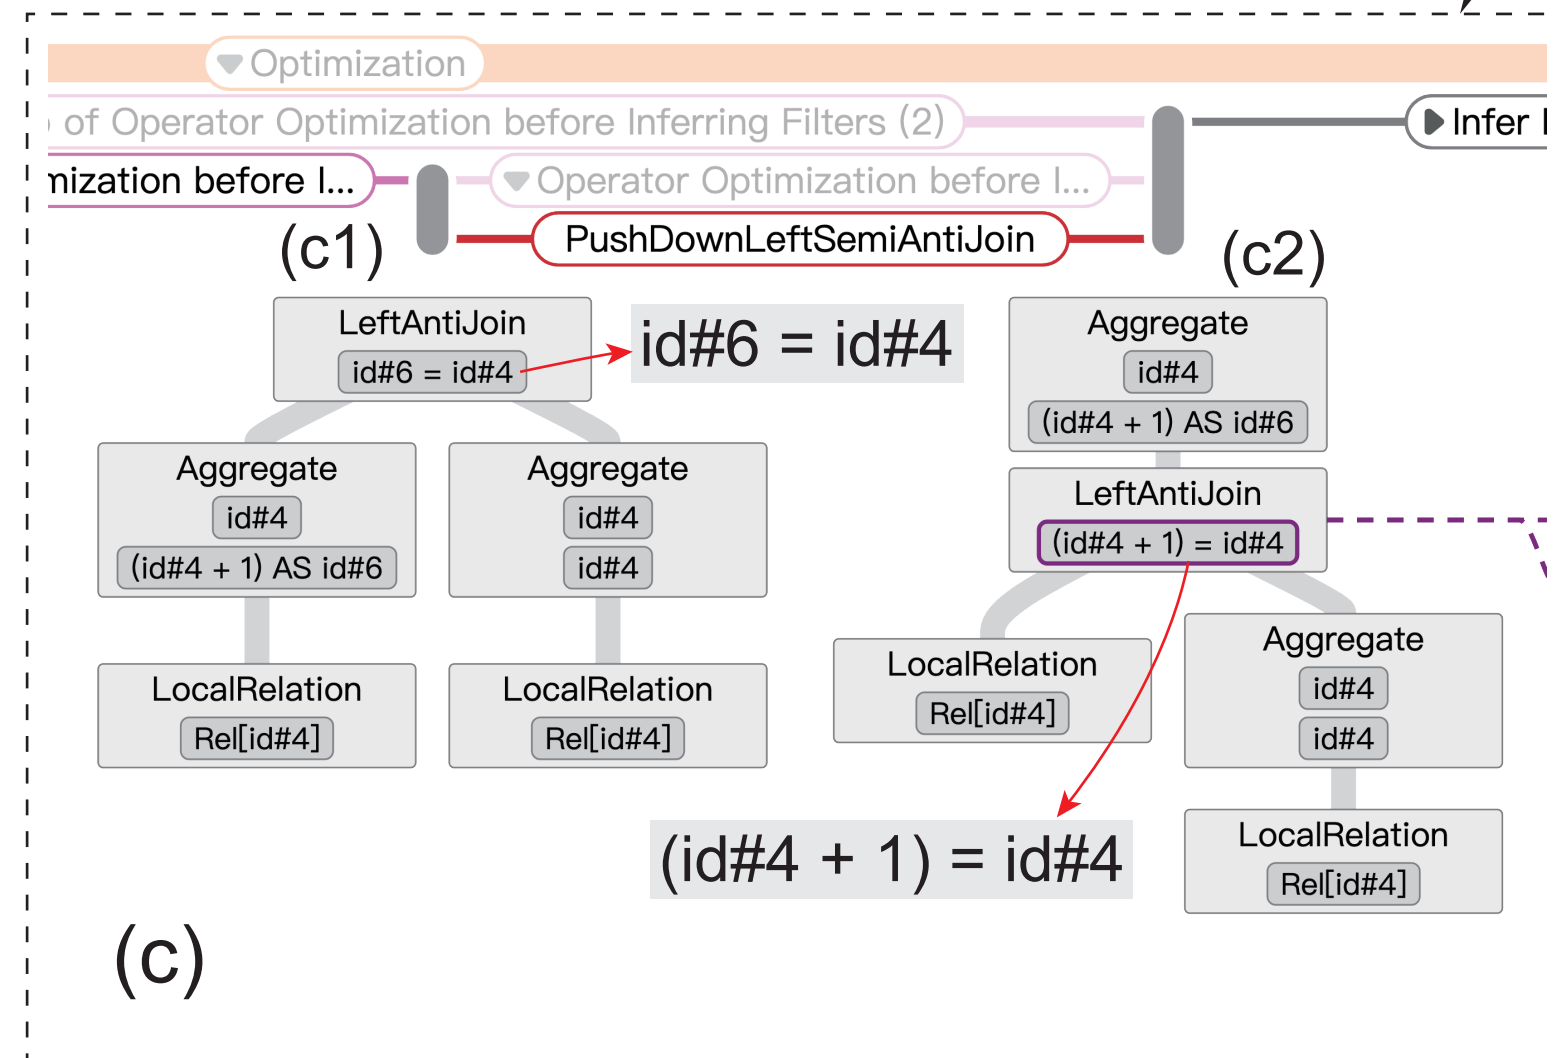 Optimization
of Operator Optimization before Inferring Filters (2)
Infer
mization before I...
Operator Optimization before I...
PushDownLeftSemiAntiJoin
(c1)
(c2)
LeftAntiJoin
id#6 = id#4
id#6 = id#4
Aggregate
id#4
(id#4 + 1) AS id#6
Aggregate
id#4
id#4
LocalRelation
Rel[id#4]
LocalRelation
Rel[id#4]
Aggregate
id#4
(id#4 + 1) AS id#6
LeftAntiJoin
(id#4 + 1) = id#4
LocalRelation
Rel[id#4]
Aggregate
id#4
id#4
(id#4 + 1) = id#4
LocalRelation
Rel[id#4]
(c)